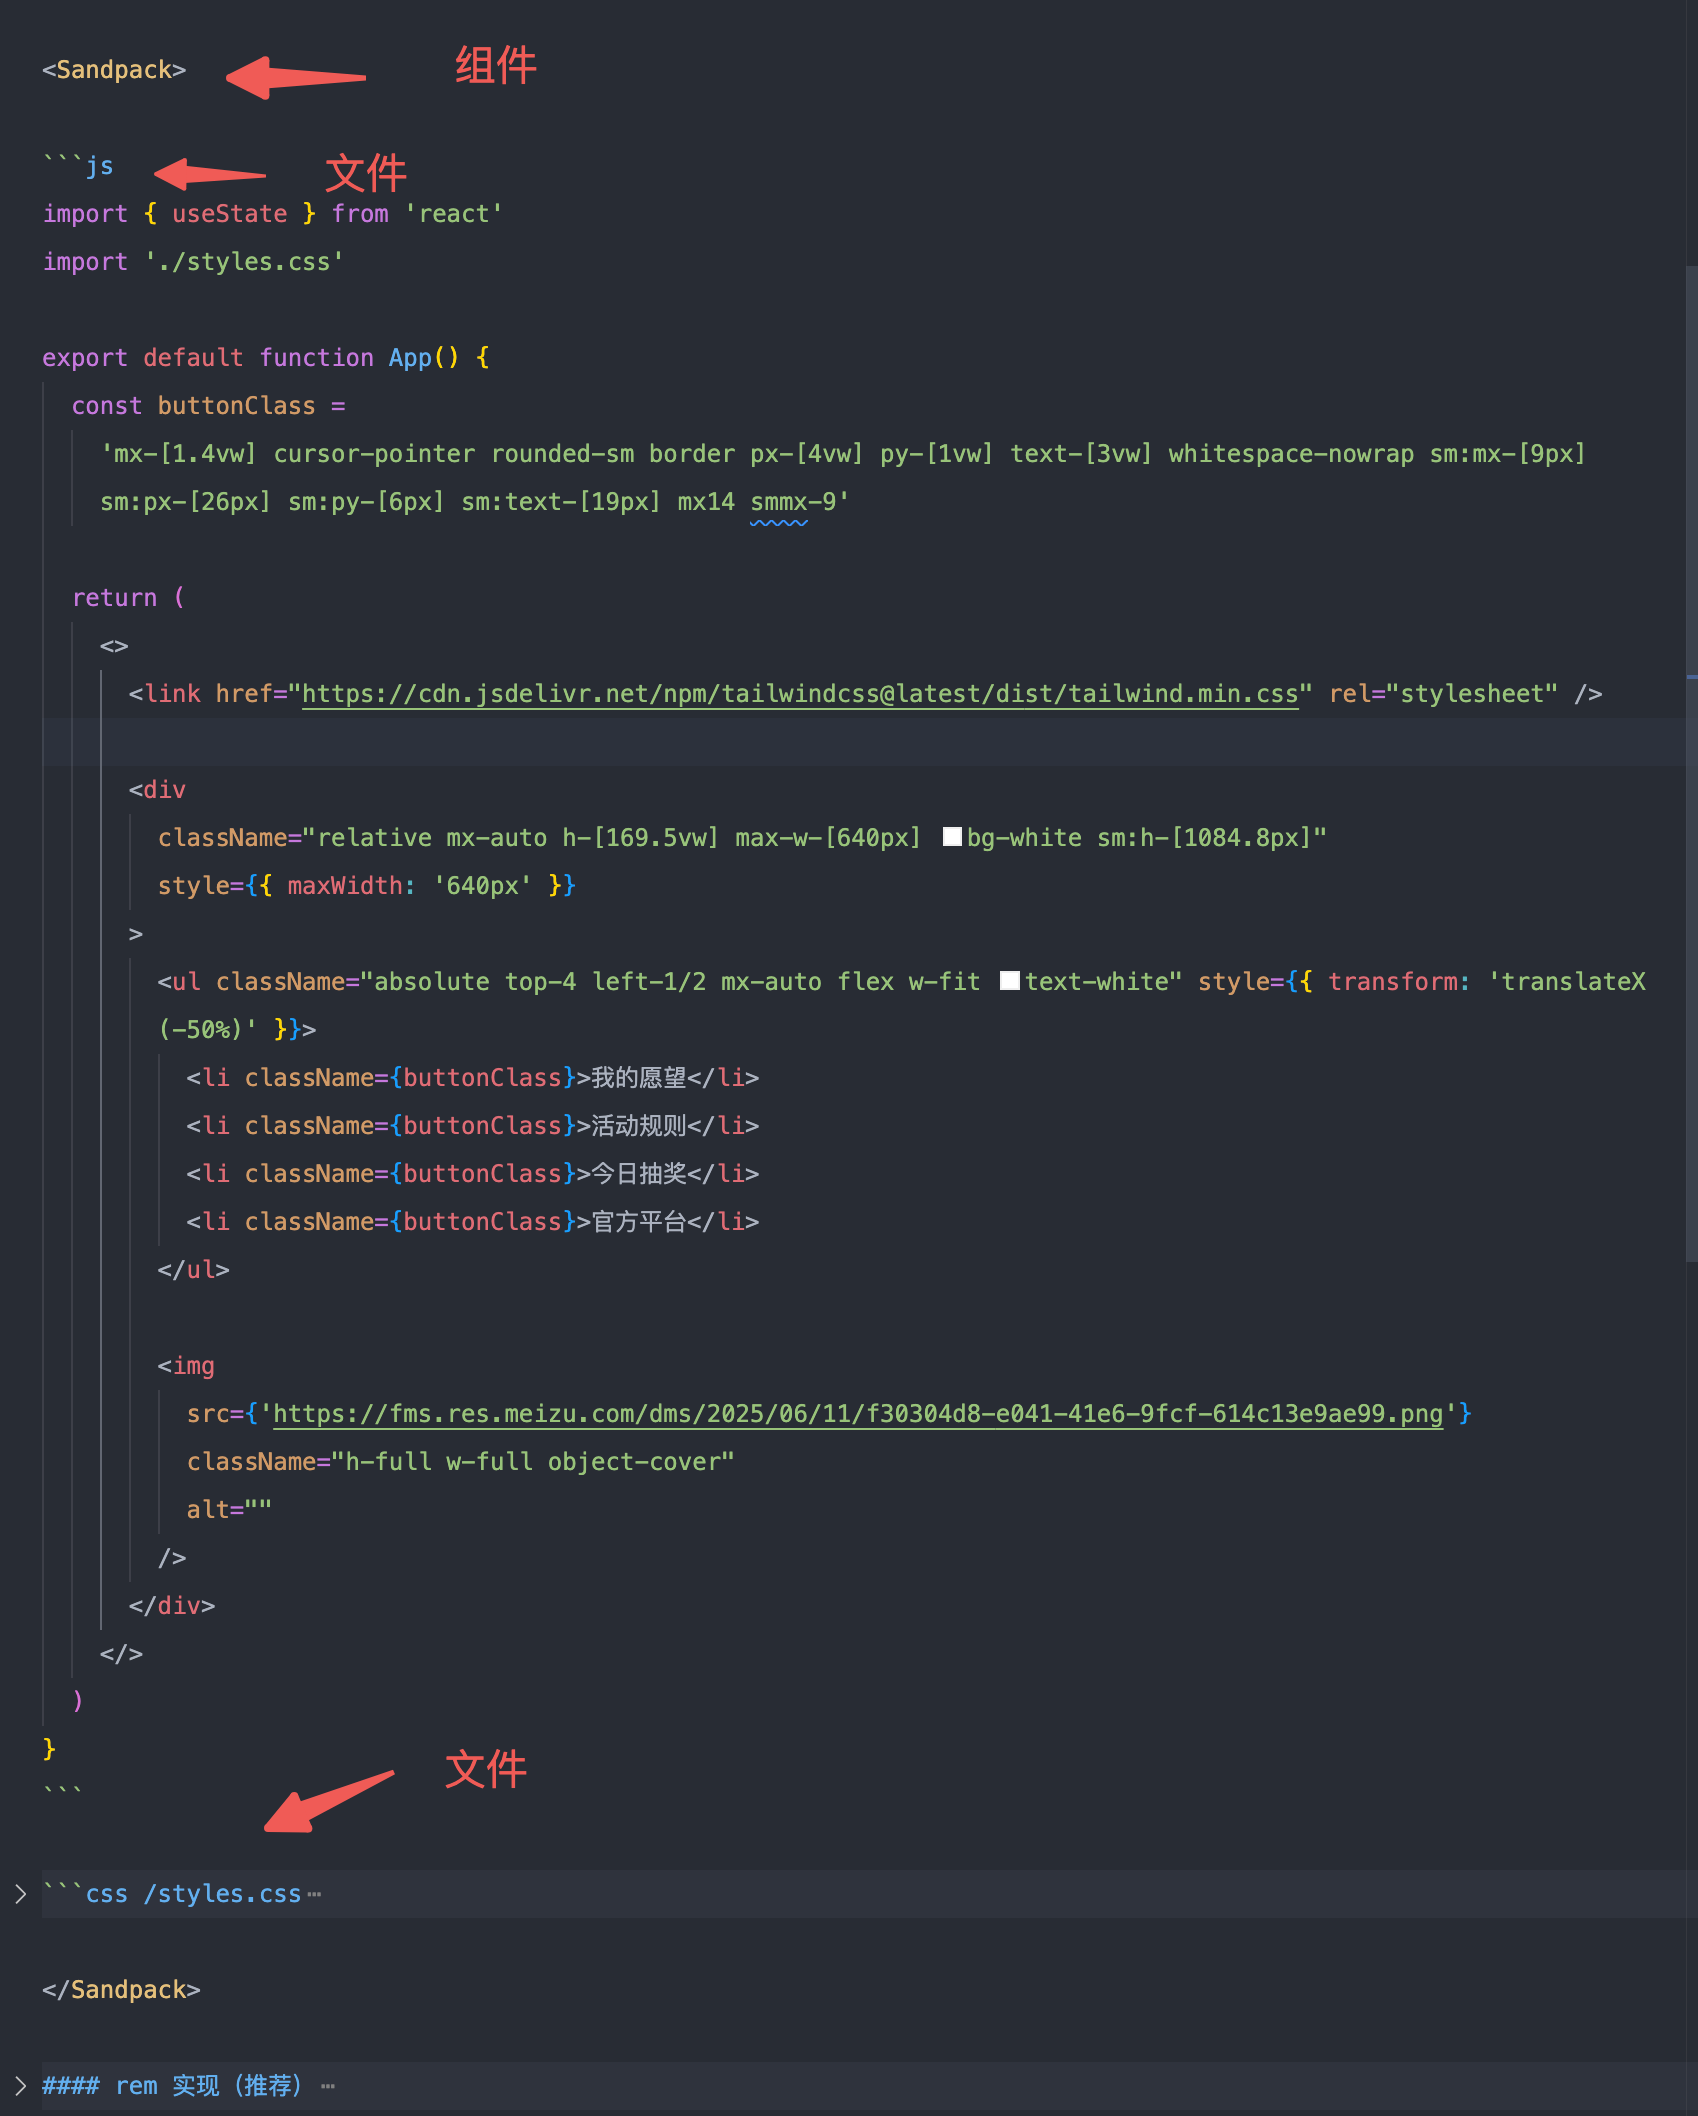 <Sandpack>
组件
```js
文件
import { useState } from 'react'
import './styles.css'
export default function App() {
const buttonClass =
'mx-[1.4vw] cursor-pointer rounded-sm border px-[4vw] py-[1vw] text-[3vw] whitespace-nowrap sm:mx-[9px]
sm:px-[26px] sm:py-[6px] sm:text-[19px] mx14 smmx-9'
return (
<>
<link href="https://cdn.jsdelivr.net/npm/tailwindcss@latest/dist/tailwind.min.css" rel="stylesheet" />
<div
className="relative mx-auto h-[169.5vw] max-w-[640px] bg-white sm:h-[1084.8px]"
style={{ maxWidth: '640px' }}
>
<ul className="absolute top-4 left-1/2 mx-auto flex w-fit text-white" style={{ transform: 'translateX
(-50%)' }}>
<li className={buttonClass}>我的愿望</li>
<li className={buttonClass}>活动规则</li>
<li className={buttonClass}>今日抽奖</li>
<li className={buttonClass}>官方平台</li>
</ul>
<img
src={'https://fms.res.meizu.com/dms/2025/06/11/f30304d8-e041-41e6-9fcf-614c13e9ae99.png'}
className="h-full w-full object-cover"
alt=""
/>
</div>
</>
)
}
```
文件
```css /styles.css⋯
</Sandpack>
#### rem 实现（推荐）⋯